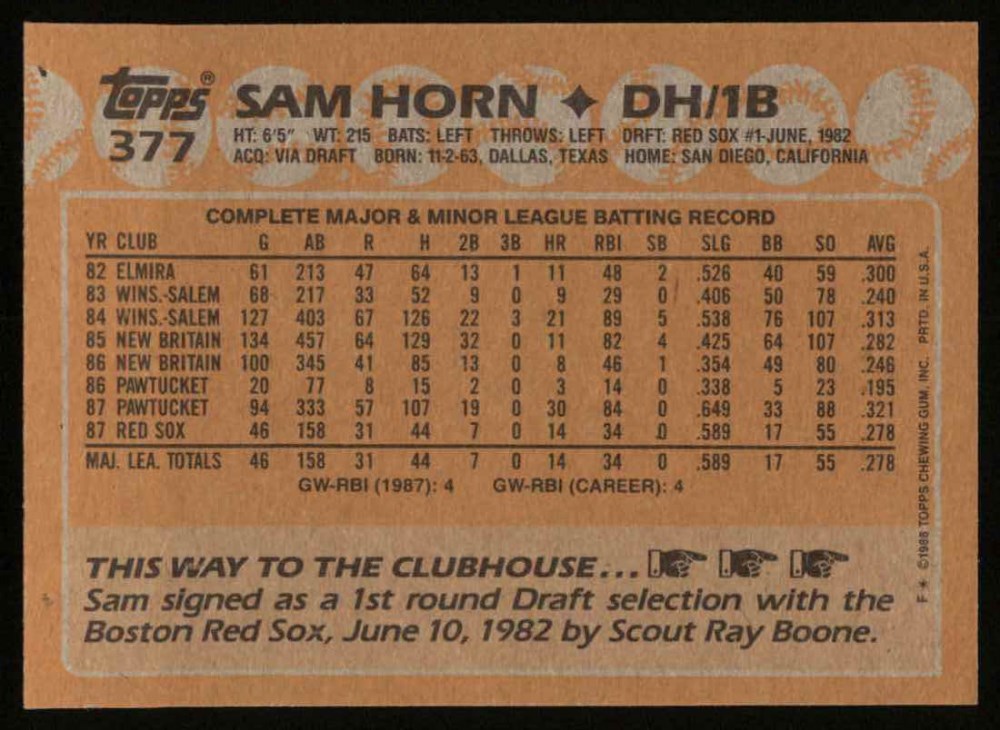 topps® SAM HORN ✦ DH/1B
377 HT: 6'5" WT: 215 BATS: LEFT THROWS: LEFT DRFT: RED SOX #1-JUNE, 1982
ACQ: VIA DRAFT BORN: 11-2-63, DALLAS, TEXAS HOME: SAN DIEGO, CALIFORNIA
COMPLETE MAJOR & MINOR LEAGUE BATTING RECORD
YR CLUB G AB R H 2B 3B HR RBI SB SLG BB SO AVG
82 ELMIRA 61 213 47 64 13 1 11 48 2 .526 40 59 .300
83 WINS.-SALEM 68 217 33 52 9 0 9 29 0 .406 50 78 .240
84 WINS.-SALEM 127 403 67 126 22 3 21 89 5 .538 76 107 .313
85 NEW BRITAIN 134 457 64 129 32 0 11 82 4 .425 64 107 .282
86 NEW BRITAIN 100 345 41 85 13 0 8 46 1 .354 49 80 .246
86 PAWTUCKET 20 77 8 15 2 0 3 14 0 .338 5 23 .195
87 PAWTUCKET 94 333 57 107 19 0 30 84 0 .649 33 88 .321
87 RED SOX 46 158 31 44 7 0 14 34 0 .589 17 55 .278
MAJ. LEA. TOTALS 46 158 31 44 7 0 14 34 0 .589 17 55 .278
GW-RBI (1987): 4 GW-RBI (CAREER): 4
THIS WAY TO THE CLUBHOUSE...
Sam signed as a 1st round Draft selection with the
Boston Red Sox, June 10, 1982 by Scout Ray Boone.
F* ©1988 TOPPS CHEWING GUM, INC. PRTD. IN U.S.A.